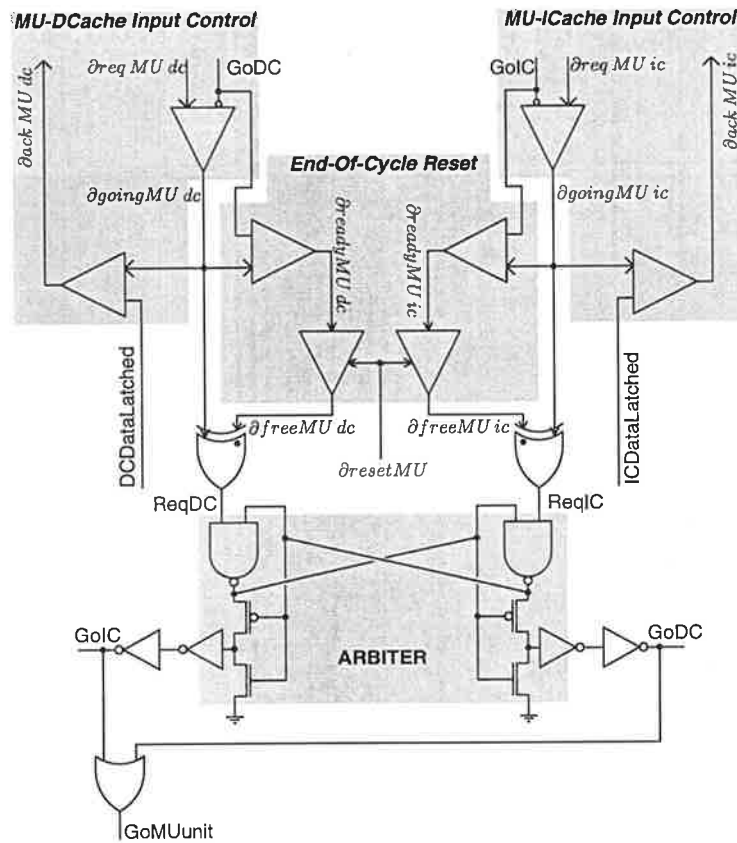 MU-DCache Input Control
MU-ICache Input Control
∂ack MU dc
∂req MU dc
GoDC
GoIC
∂req MU ic
∂ack MU ic
End-Of-Cycle Reset
∂goingMU dc
∂readyMU dc
∂readyMU ic
∂goingMU ic
DCDataLatched
∂freeMU dc
∂freeMU ic
ICDataLatched
∂resetMU
ReqDC
ReqIC
GoIC
ARBITER
GoDC
GoMUunit